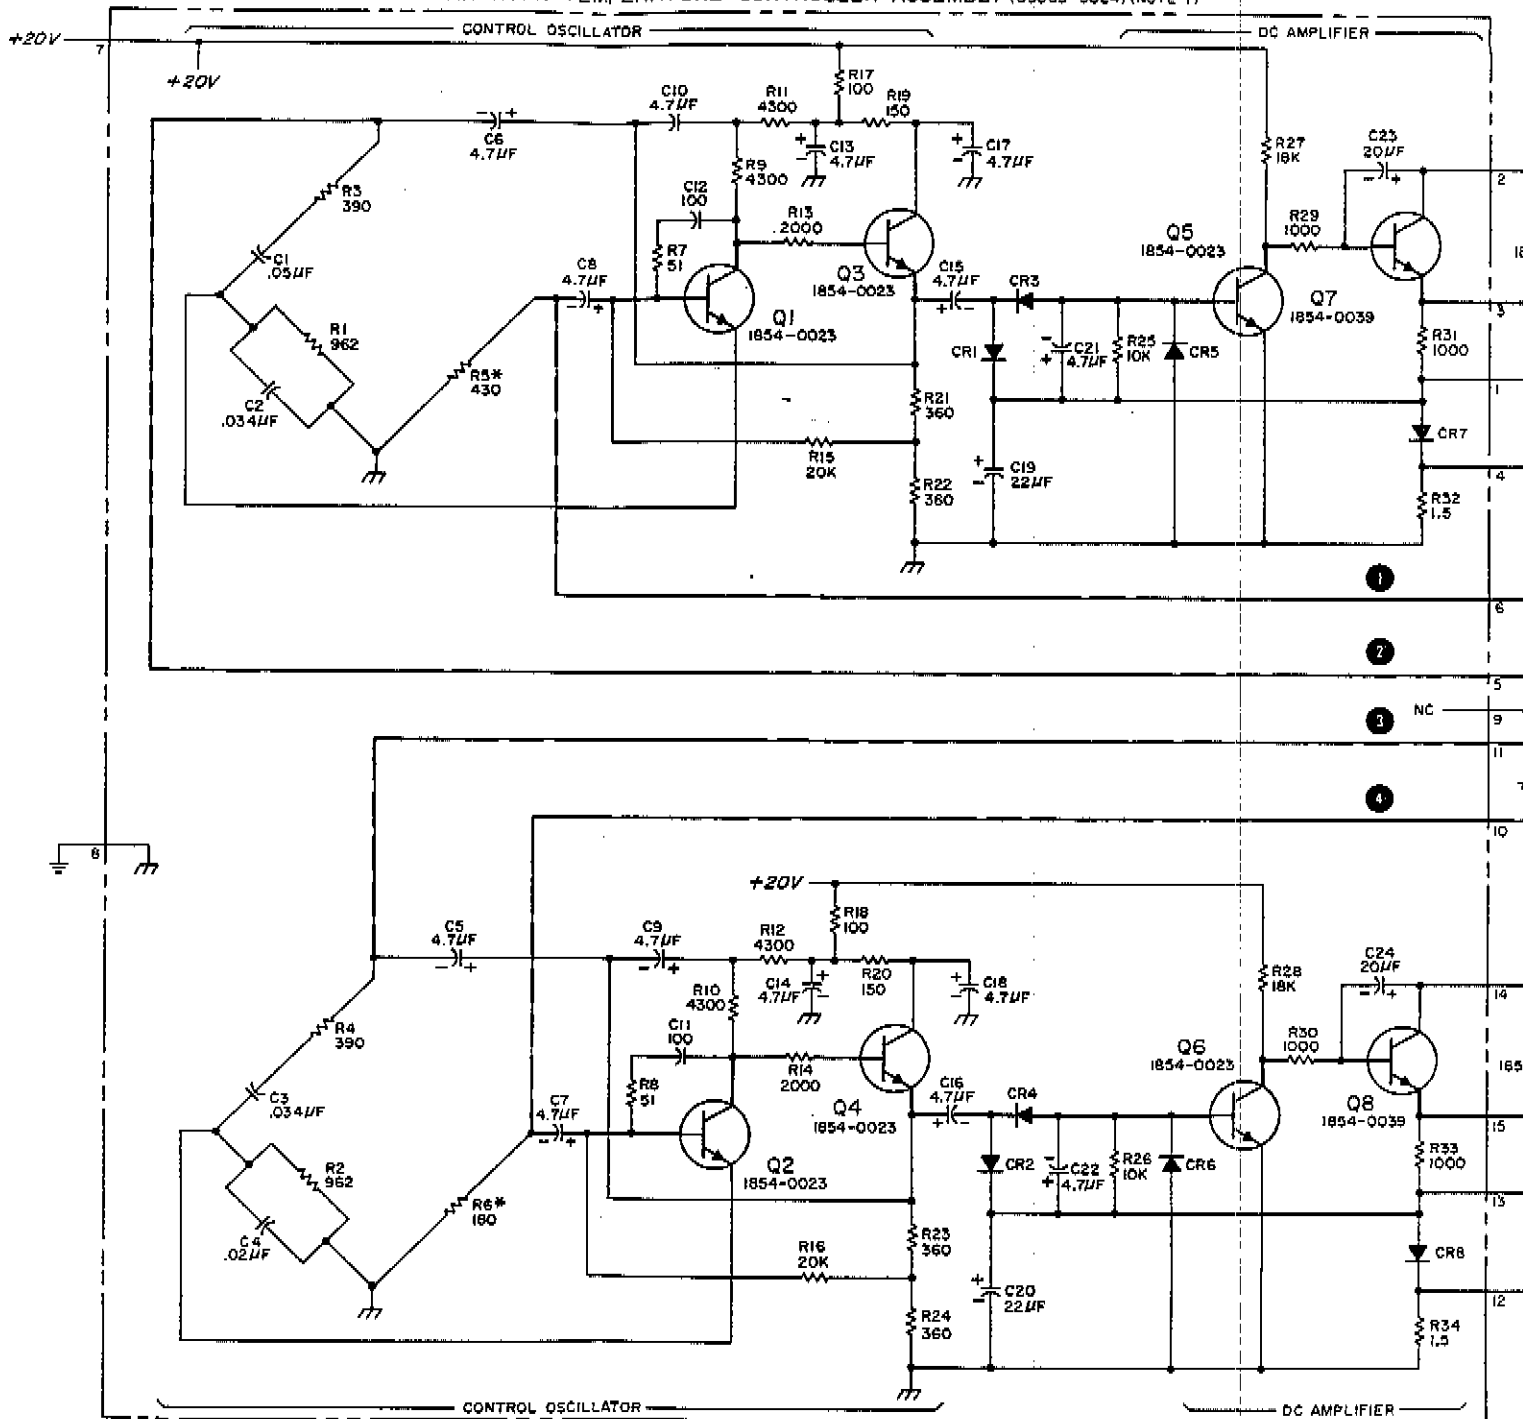 TEMPERATURE CONTROLLER ASSEMBLY
+20V
7
CONTROL OSCILLATOR
DC AMPLIFIER
+20V
R17
100
C10
4.7µF
R11
4300
R19
150
C6
4.7µF
C13
4.7µF
C17
4.7µF
R27
18K
C23
20µF
2
R3
390
R9
4300
C12
100
R13
2000
R29
1000
C1
.05µF
R7
51
C8
4.7µF
Q3
1854-0023
Q5
1854-0023
C15
4.7µF
CR3
Q7
1854-0039
3
Q1
1854-0023
R1
962
R31
1000
CR1
C21
4.7µF
R25
10K
CR5
R5*
430
C2
.034µF
1
R21
360
CR7
R15
20K
C19
22µF
4
R22
360
R32
1.5
1
6
2
5
3
NC
9
11
4
10
8
+20V
R18
100
C5
4.7µF
C9
4.7µF
R12
4300
C14
4.7µF
R20
150
C18
4.7µF
R28
18K
C24
20µF
14
R10
4300
R4
390
C11
100
R14
2000
R30
1000
Q6
1854-0023
C3
.034µF
R8
51
C7
4.7µF
Q4
1854-0023
C16
4.7µF
CR4
Q8
1854-0039
15
Q2
1854-0023
R2
962
CR2
C22
4.7µF
R26
10K
CR6
R33
1000
R6*
180
C4
.02µF
13
R23
360
R16
20K
CR8
C20
22µF
12
R24
360
R34
1.5
CONTROL OSCILLATOR
DC AMPLIFIER